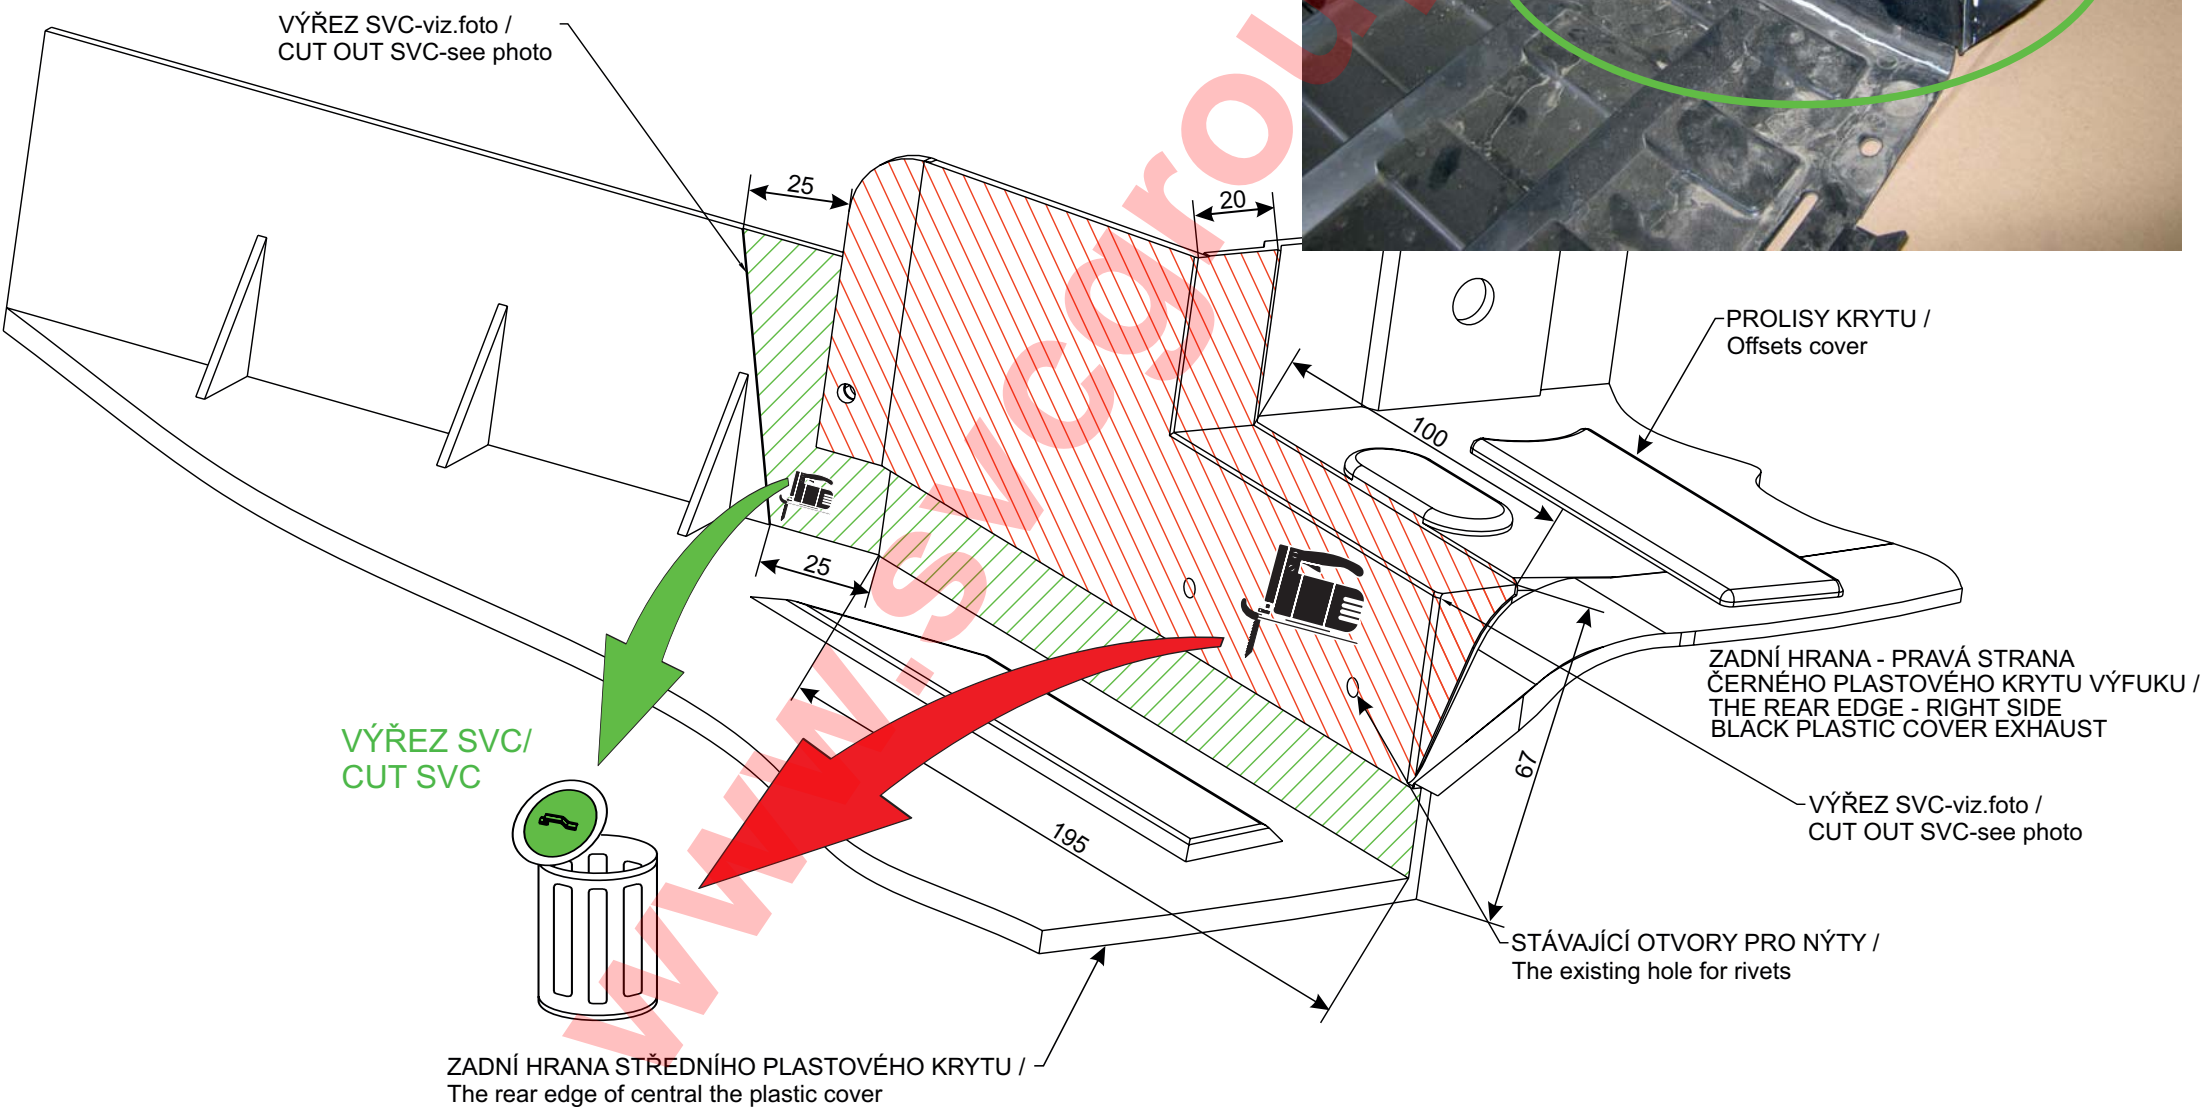 VÝŘEZ SVC-viz.foto /
CUT OUT SVC-see photo
25
20
PROLISY KRYTU /
Offsets cover
100
25
ZADNÍ HRANA - PRAVÁ STRANA
ČERNÉHO PLASTOVÉHO KRYTU VÝFUKU /
THE REAR EDGE - RIGHT SIDE
BLACK PLASTIC COVER EXHAUST
VÝŘEZ SVC/
CUT SVC
67
VÝŘEZ SVC-viz.foto /
CUT OUT SVC-see photo
195
STÁVAJÍCÍ OTVORY PRO NÝTY /
The existing hole for rivets
ZADNÍ HRANA STŘEDNÍHO PLASTOVÉHO KRYTU /
The rear edge of central the plastic cover
www.svcgrou